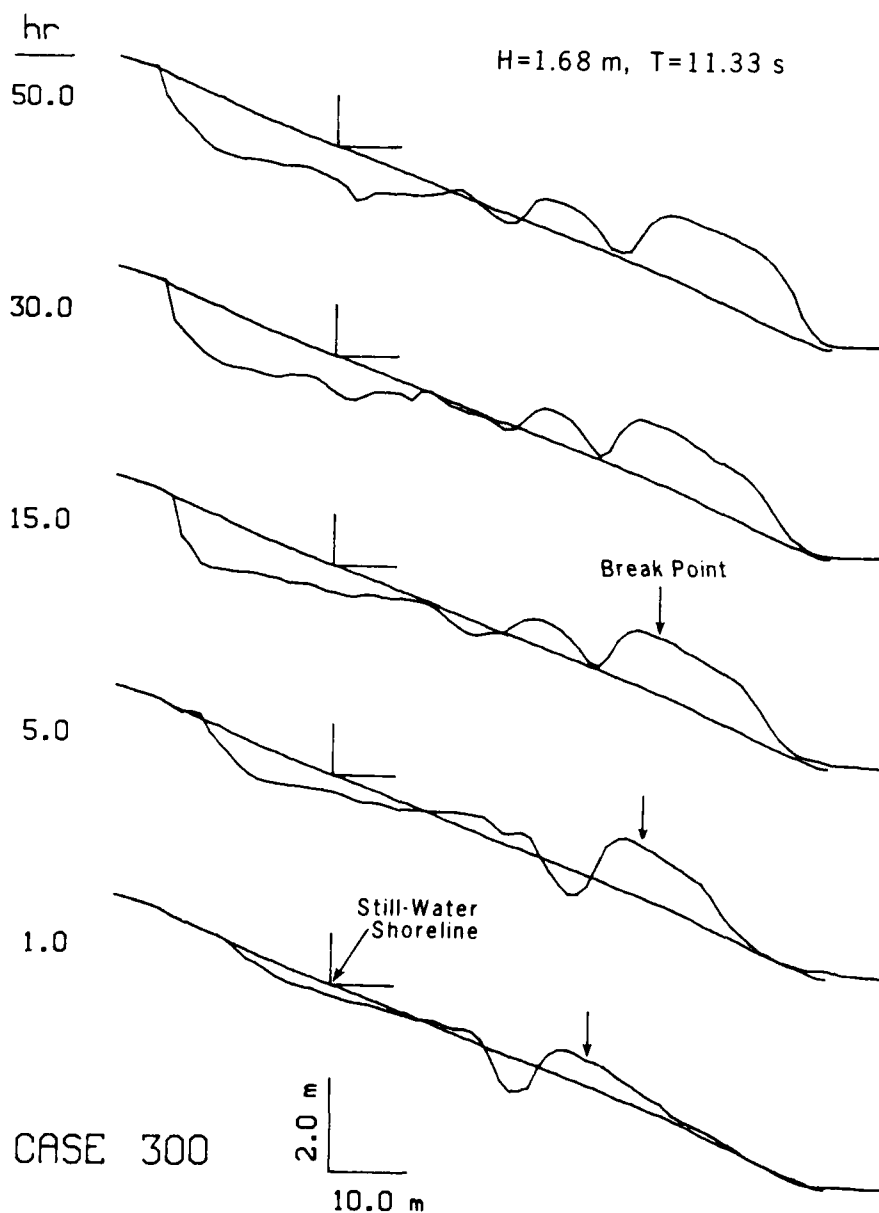 hr
H=1.68 m, T=11.33 s
50.0
30.0
15.0
Break Point
5.0
Still-Water
Shoreline
1.0
2.0 m
CASE 300
10.0 m